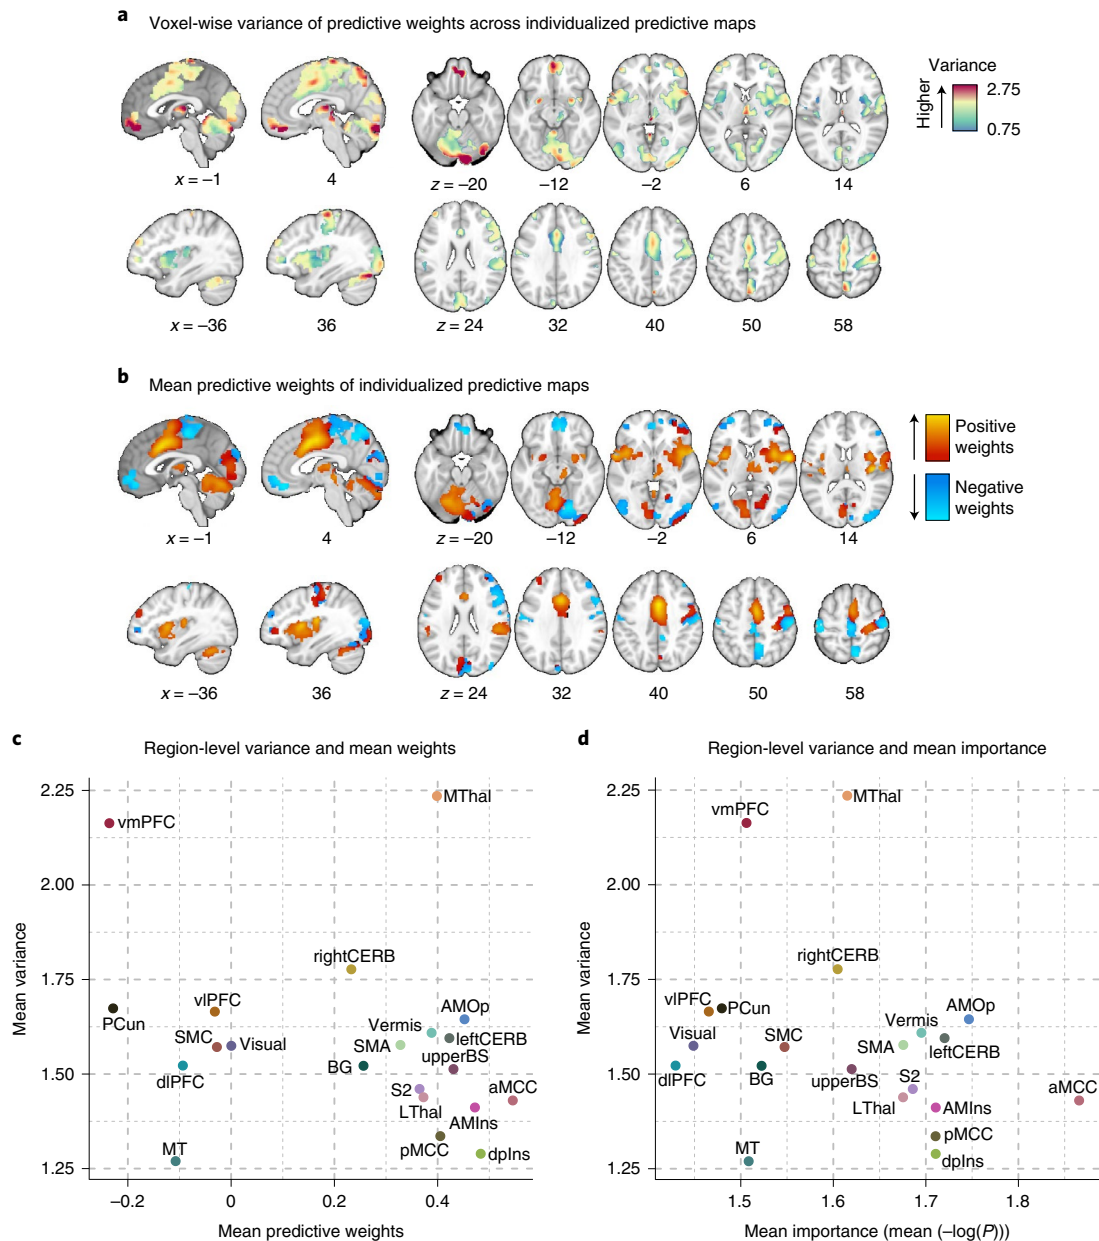 a Voxel-wise variance of predictive weights across individualized predictive maps
Variance
Higher
2.75
0.75
x = –1
4
z = –20
–12
–2
6
14
x = –36
36
z = 24
32
40
50
58
b Mean predictive weights of individualized predictive maps
Positive
weights
Negative
weights
x = –1
4
z = –20
–12
–2
6
14
x = –36
36
z = 24
32
40
50
58
c Region-level variance and mean weights
Mean variance
2.25
2.00
1.75
1.50
1.25
MThal
vmPFC
rightCERB
vlPFC
PCun
AMOp
Vermis
SMC
Visual
SMA
leftCERB
dlPFC
BG
upperBS
S2
aMCC
LThal
AMIns
pMCC
MT
dpIns
–0.2
0
0.2
0.4
Mean predictive weights
d Region-level variance and mean importance
Mean variance
2.25
2.00
1.75
1.50
1.25
MThal
vmPFC
rightCERB
vlPFC
PCun
AMOp
Vermis
Visual
SMC
SMA
leftCERB
dlPFC
BG
upperBS
S2
aMCC
LThal
AMIns
pMCC
MT
dpIns
1.5
1.6
1.7
1.8
Mean importance (mean (–log(P)))